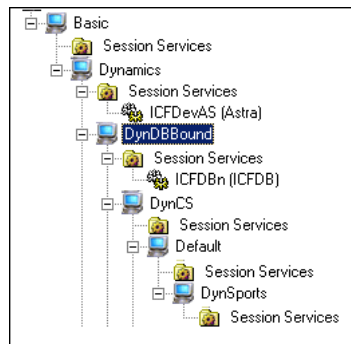 Basic
Session Services
Dynamics
Session Services
ICFDevAS (Astra)
DynDBBound
Session Services
ICFDBn (ICFDB)
DynCS
Session Services
Default
Session Services
DynSports
Session Services